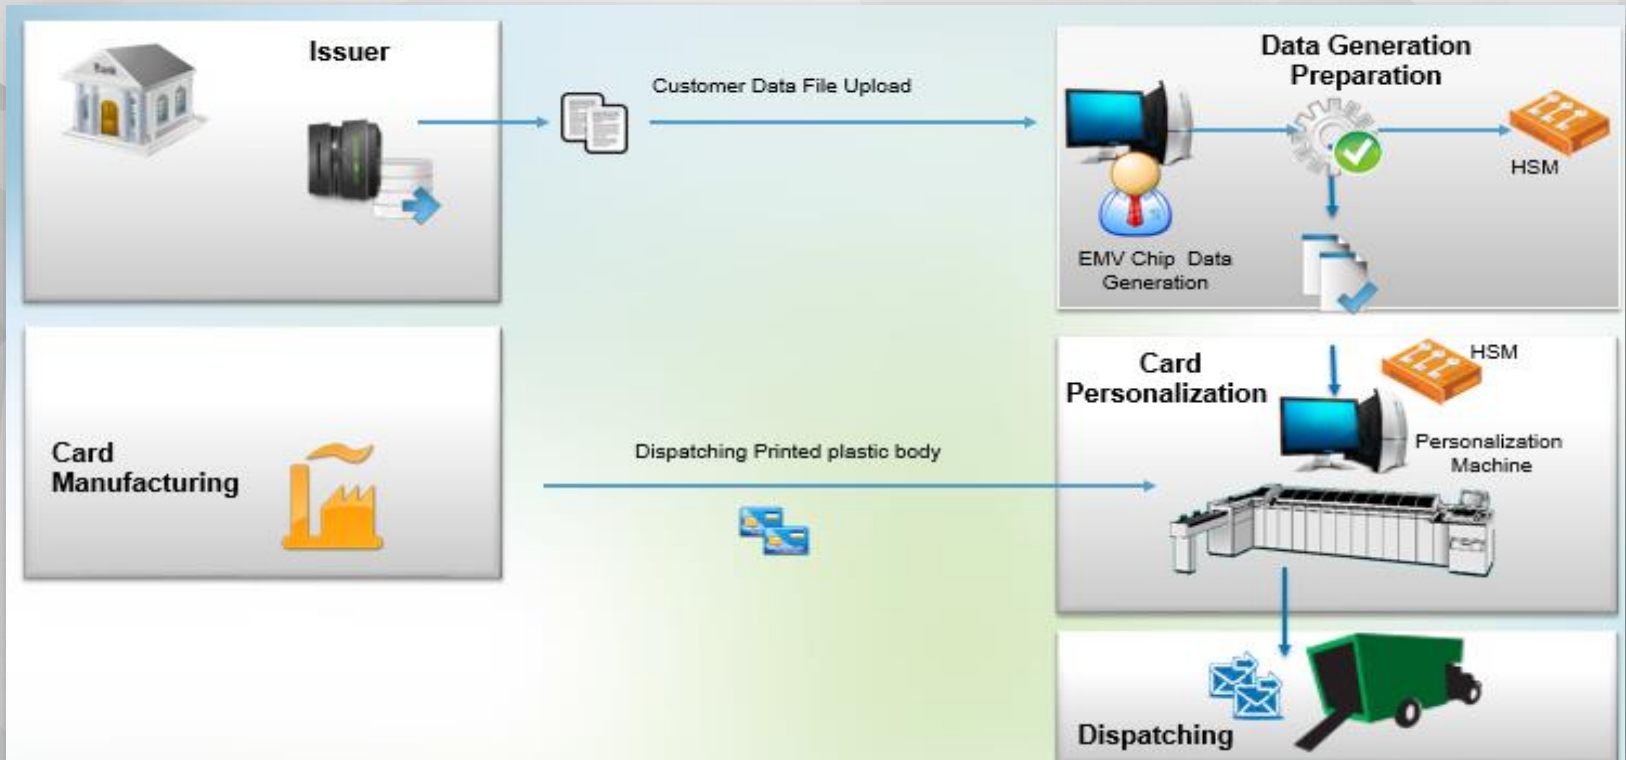 Bank
Issuer
Customer Data File Upload
Data Generation
Preparation
HSM
EMV Chip Data
Generation
Card
Manufacturing
Dispatching Printed plastic body
Card
Personalization
HSM
Personalization
Machine
Dispatching